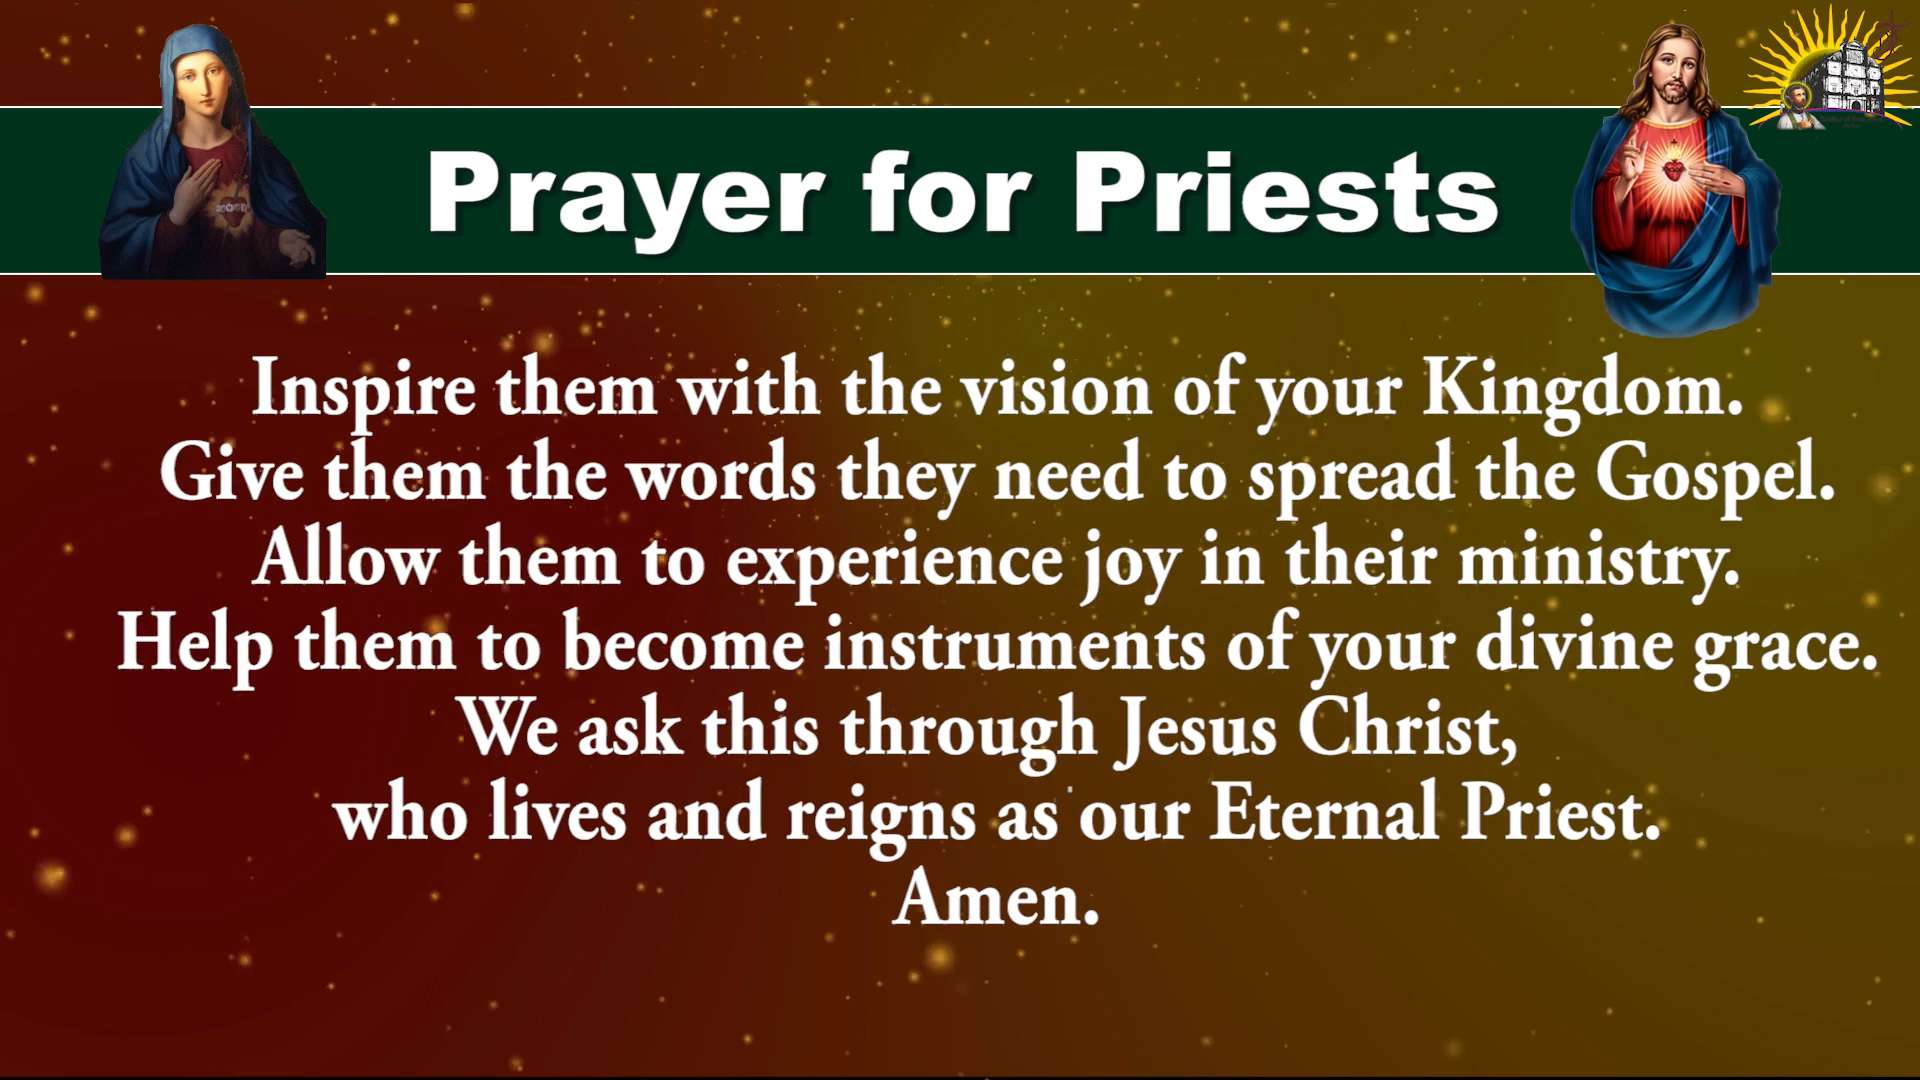 Prayer for Priests
Inspire them with the vision of your Kingdom.
Give them the words they need to spread the Gospel.
Allow them to experience joy in their ministry.
Help them to become instruments of your divine grace.
We ask this through Jesus Christ,
who lives and reigns as our Eternal Priest.
Amen.